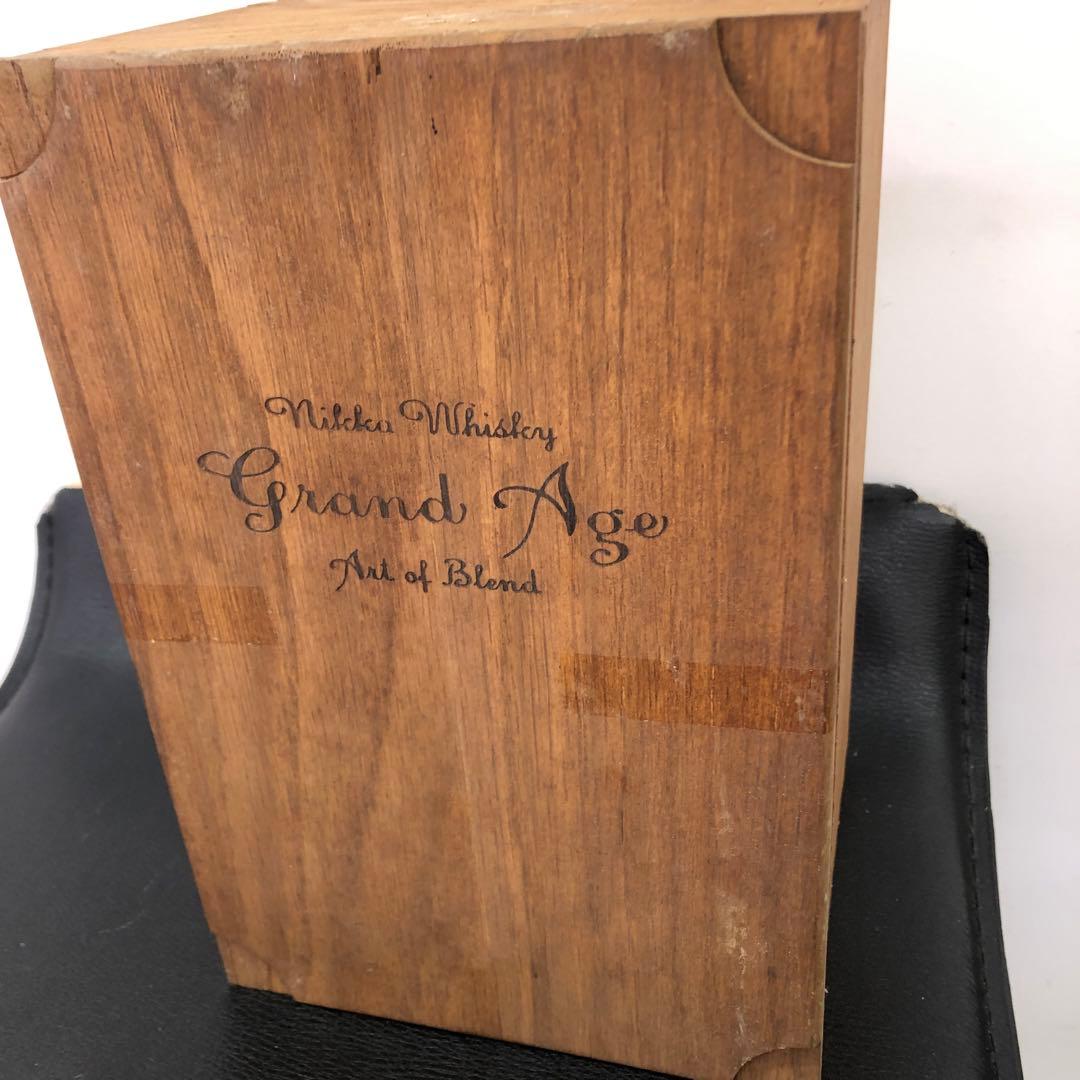 Nikka Whisky
Grand Age
Art of Blend